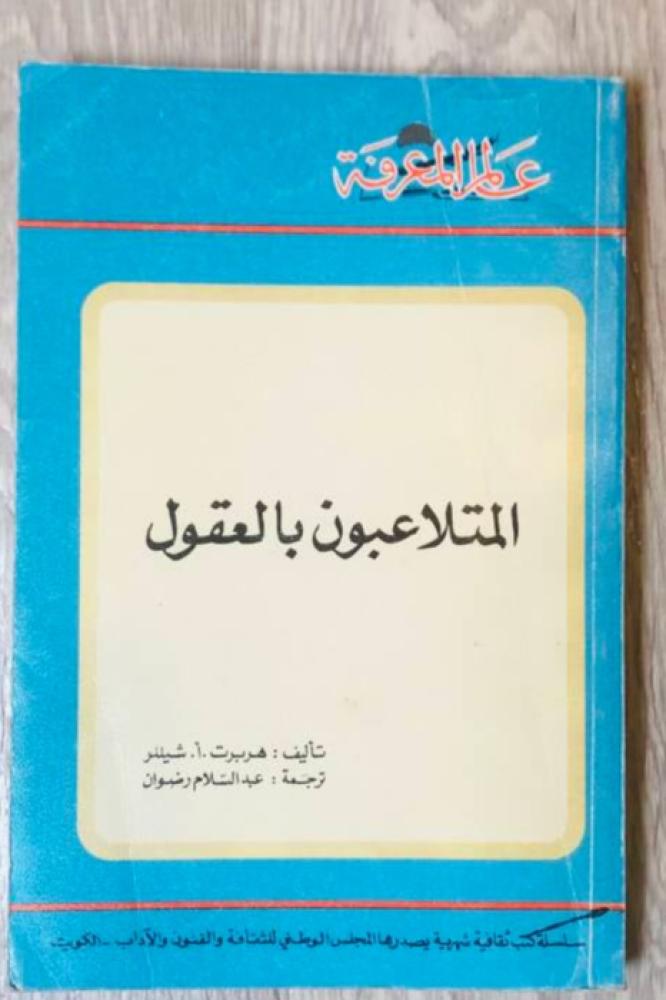 عالم المعرفة
المتلاعبون بالعقول
تأليف: هربرت .أ. شيللر
ترجمة: عبدالسلام رضوان
سلسلة كتب ثقافية شهرية يصدرها المجلس الوطني للثقافة والفنون والآداب - الكويت